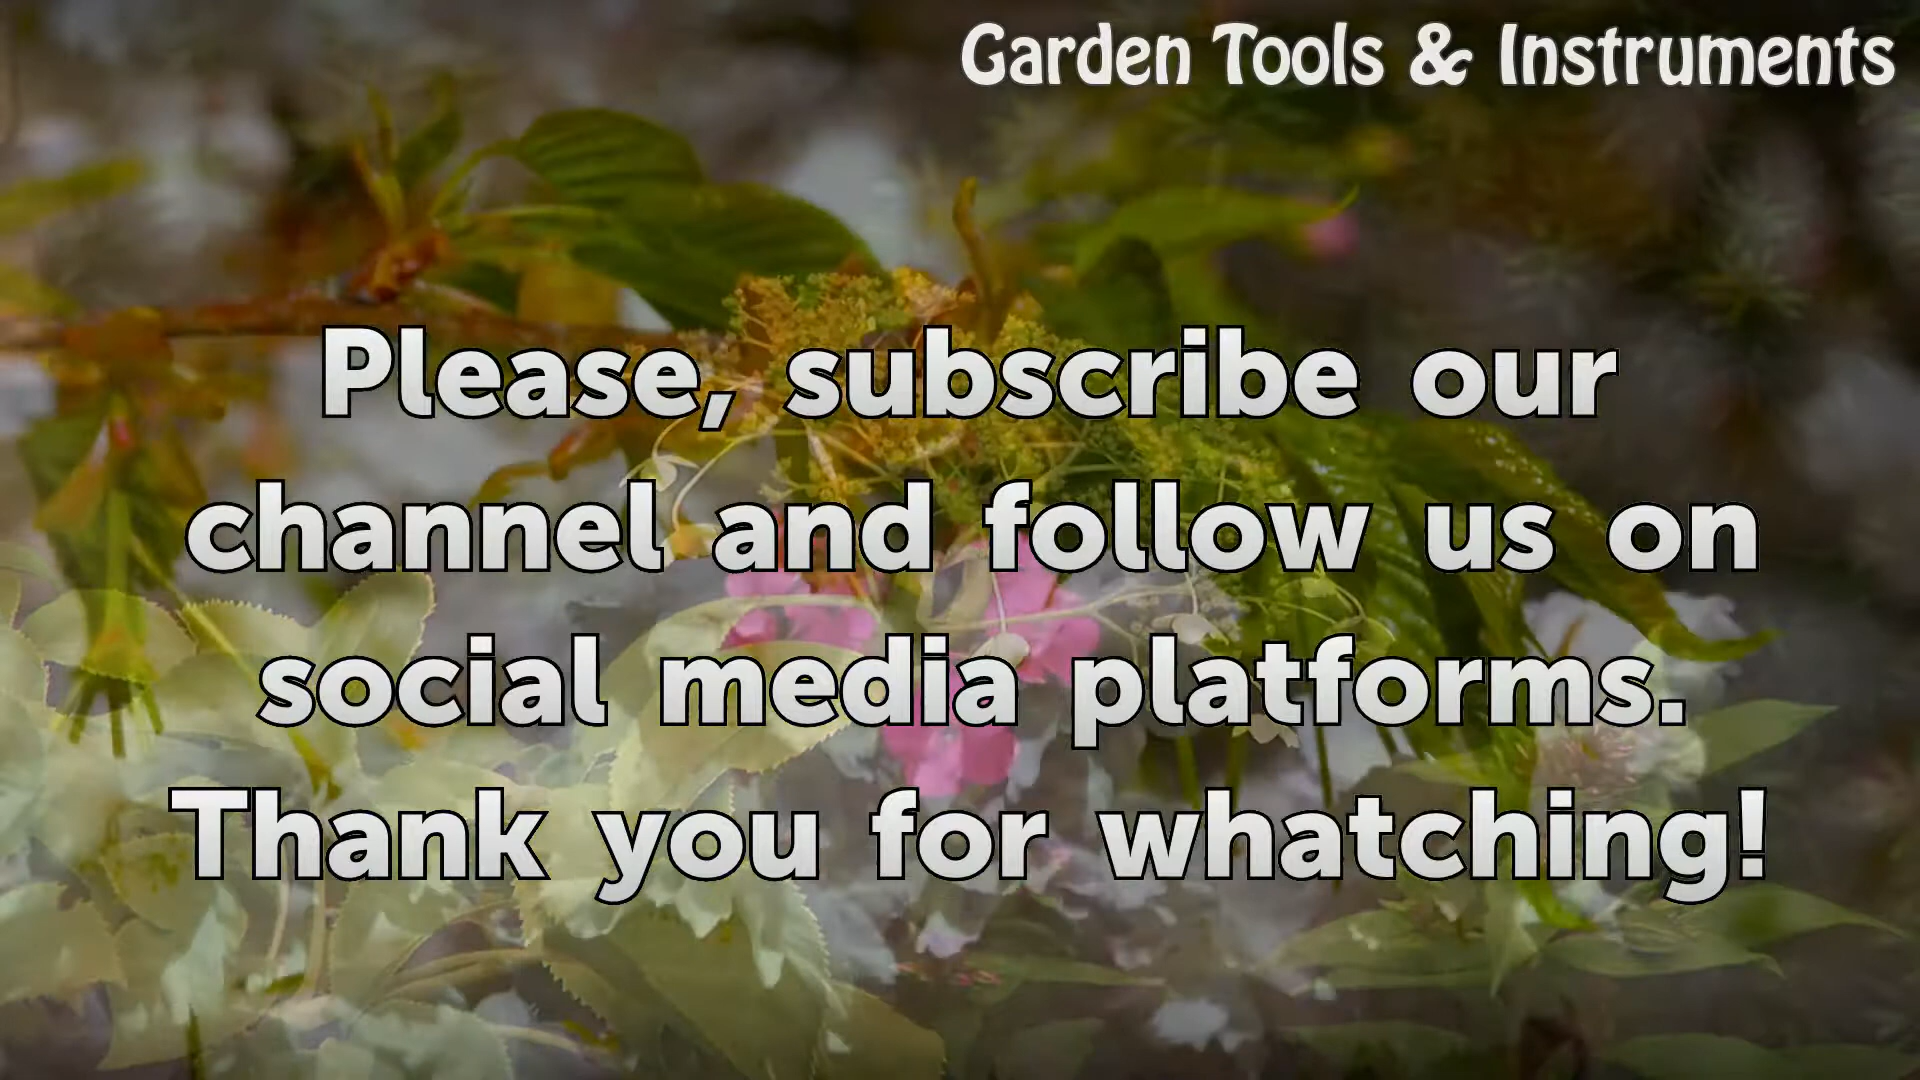 Garden Tools & Instruments
Please, subscribe our
channel and follow us on
social media platforms.
Thank you for whatching!